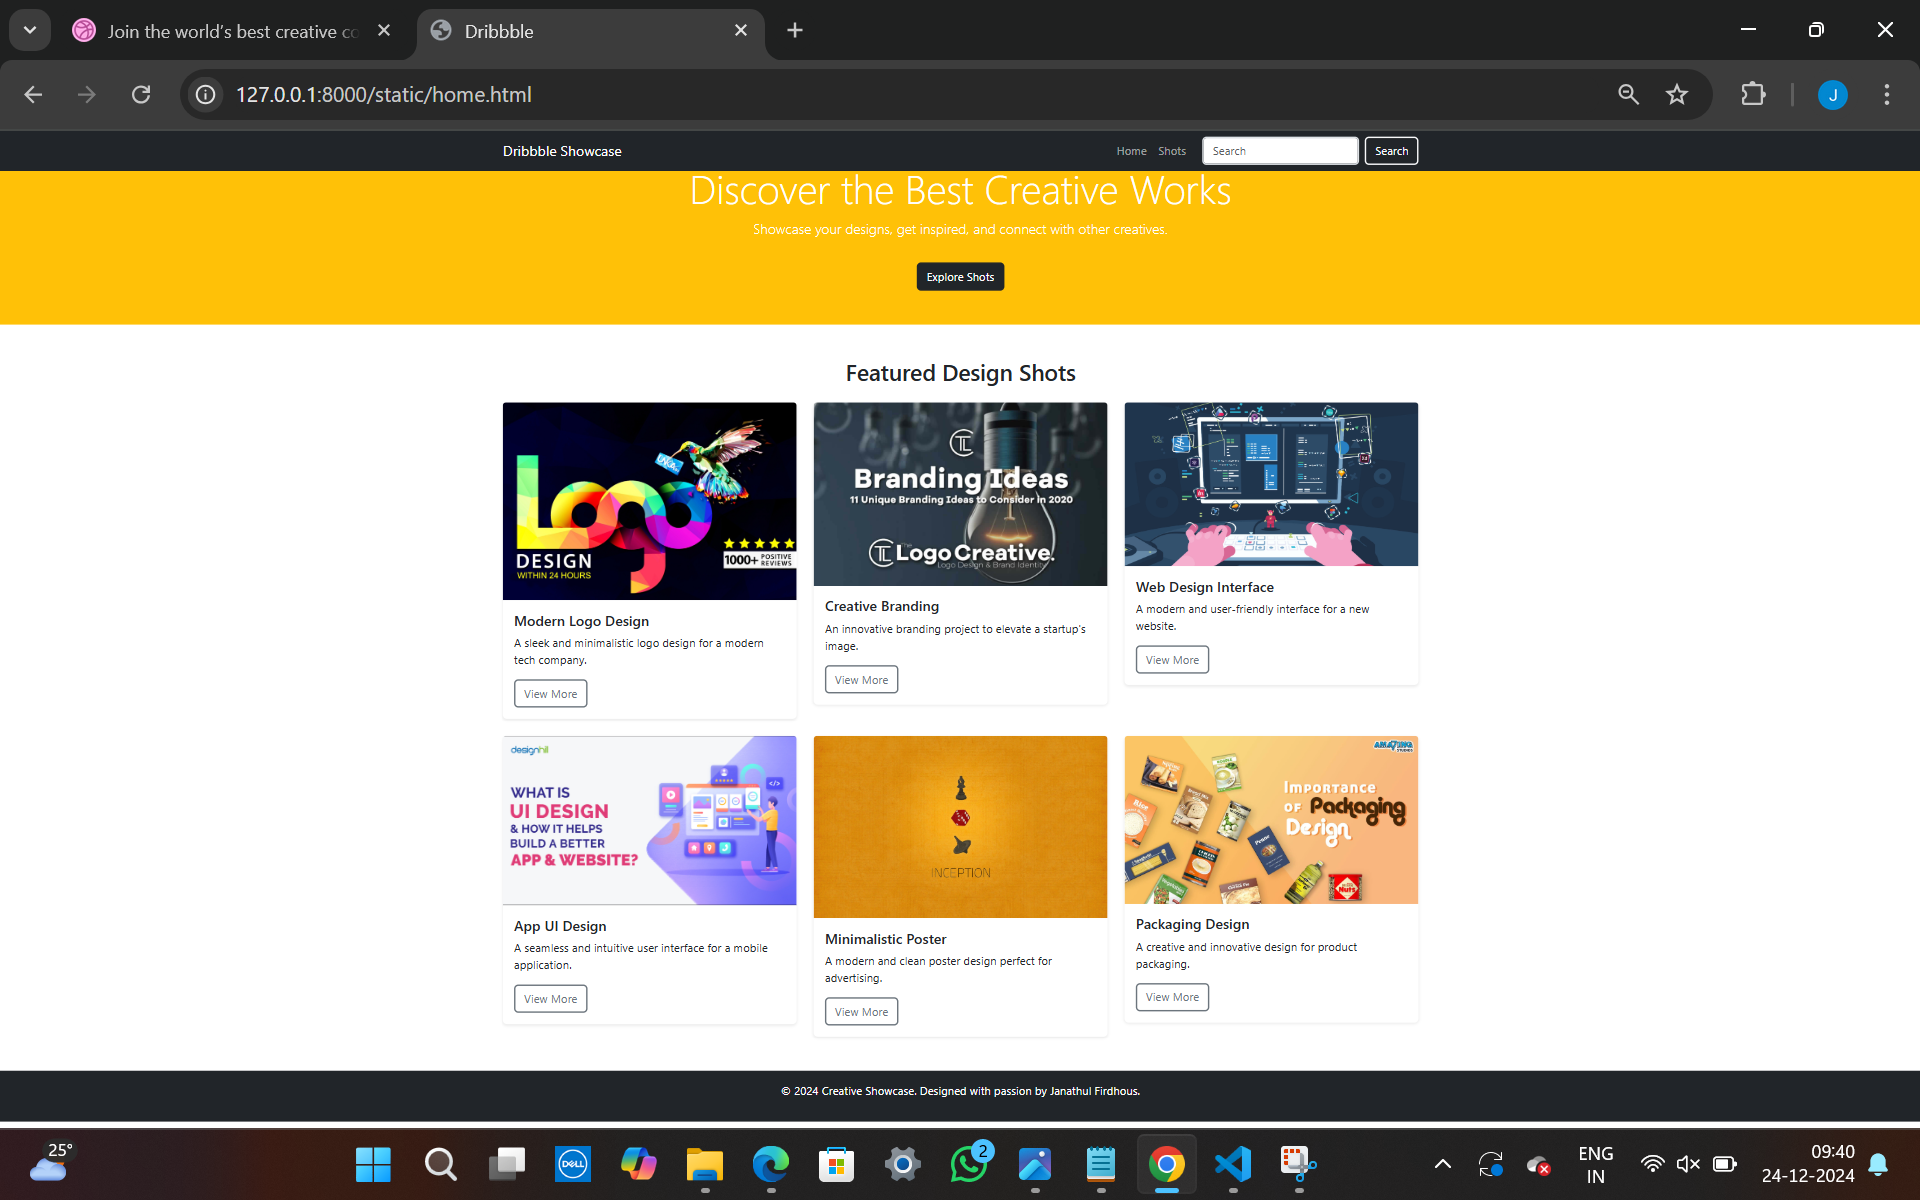 Join the world's best creative co
Dribbble
127.0.0.1:8000/static/home.html
J
Dribbble Showcase
Home
Shots
Search
Search
Discover the Best Creative Works
Showcase your designs, get inspired, and connect with other creatives.
Explore Shots
Featured Design Shots
Logo
DESIGN
WITHIN 24 HOURS
1000+ POSITIVE REVIEWS
Modern Logo Design
A sleek and minimalistic logo design for a modern
tech company.
View More
Branding Ideas
11 Unique Branding Ideas to Consider in 2020
The Logo Creative.
Logo Design & Brand Identity
Creative Branding
An innovative branding project to elevate a startup's
image.
View More
Web Design Interface
A modern and user-friendly interface for a new
website.
View More
designhill
WHAT IS
UI DESIGN
& HOW IT HELPS
BUILD A BETTER
APP & WEBSITE?
App UI Design
A seamless and intuitive user interface for a mobile
application.
View More
INCEPTION
Minimalistic Poster
A modern and clean poster design perfect for
advertising.
View More
AMAZING
STUDIOS
IMPORTANCE
OF Packaging
Design
Nuts
Packaging Design
A creative and innovative design for product
packaging.
View More
© 2024 Creative Showcase. Designed with passion by Janathul Firdhous.
25°
DELL
2
ENG
IN
09:40
24-12-2024